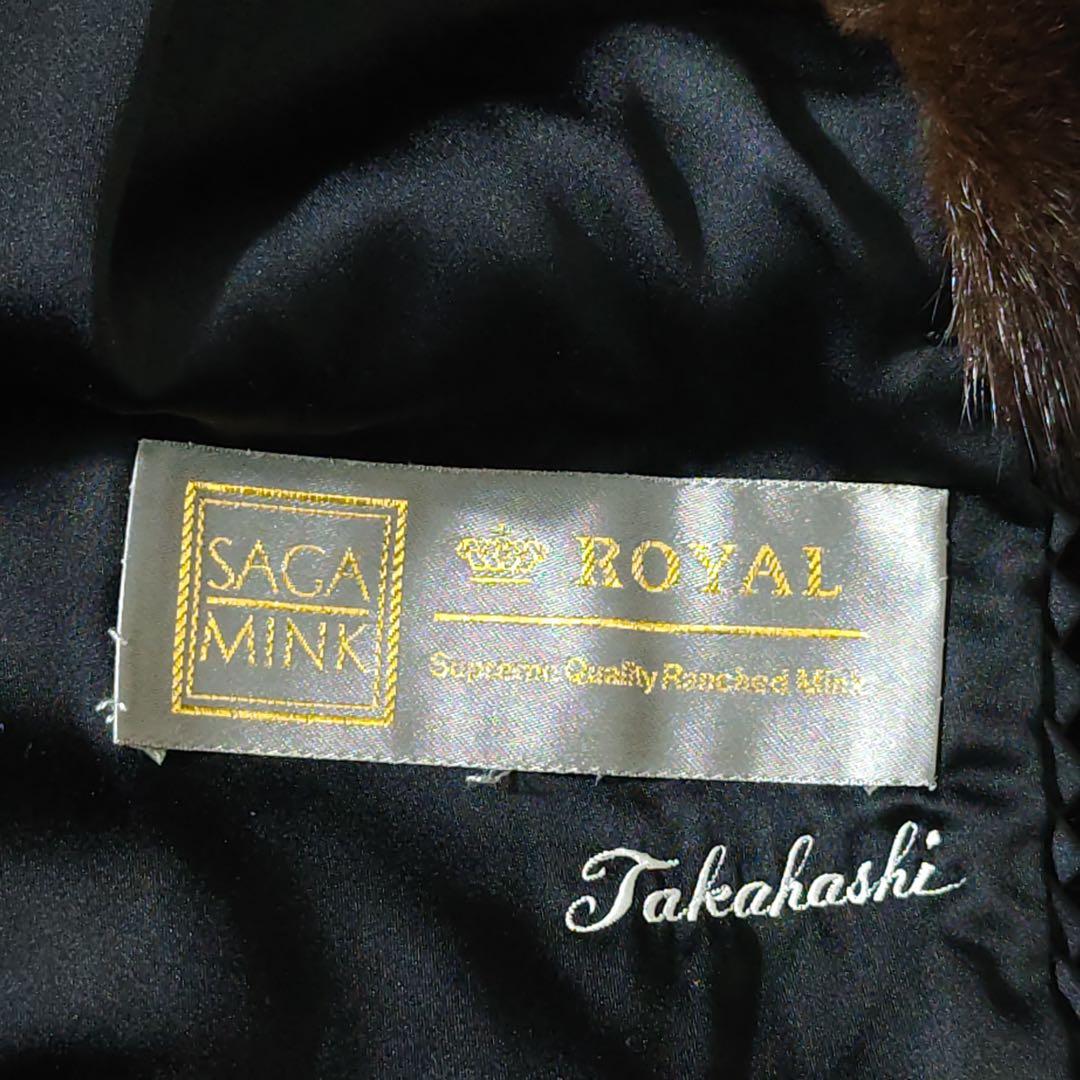 SAGA
MINK
ROYAL
Supreme Quality Ranched Mink
Takahashi